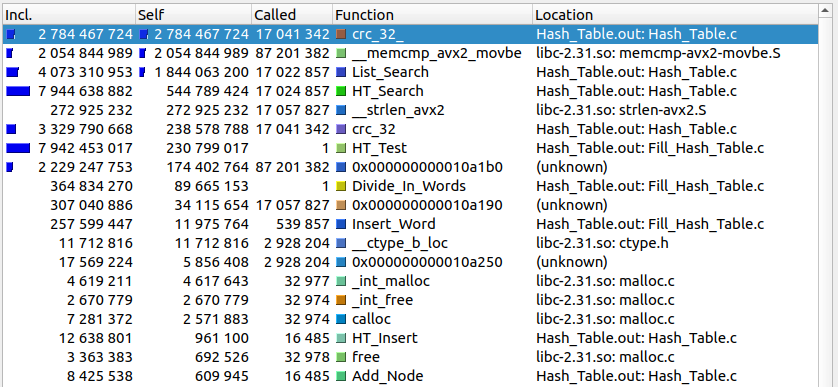 Incl. Self Called Function Location
2 784 467 724 2 784 467 724 17 041 342 crc_32_ Hash_Table.out: Hash_Table.c
2 054 844 989 2 054 844 989 87 201 382 __memcmp_avx2_movbe libc-2.31.so: memcmp-avx2-movbe.S
4 073 310 953 1 844 063 200 17 022 857 List_Search Hash_Table.out: Hash_Table.c
7 944 638 882 544 789 424 17 024 857 HT_Search Hash_Table.out: Hash_Table.c
272 925 232 272 925 232 17 057 827 __strlen_avx2 libc-2.31.so: strlen-avx2.S
3 329 790 668 238 578 788 17 041 342 crc_32 Hash_Table.out: Hash_Table.c
7 942 453 017 230 799 017 1 HT_Test Hash_Table.out: Fill_Hash_Table.c
2 229 247 753 174 402 764 87 201 382 0x000000000010a1b0 (unknown)
364 834 270 89 665 153 1 Divide_In_Words Hash_Table.out: Fill_Hash_Table.c
307 040 886 34 115 654 17 057 827 0x000000000010a190 (unknown)
257 599 447 11 975 764 539 857 Insert_Word Hash_Table.out: Fill_Hash_Table.c
11 712 816 11 712 816 2 928 204 __ctype_b_loc libc-2.31.so: ctype.h
17 569 224 5 856 408 2 928 204 0x000000000010a250 (unknown)
4 619 211 4 617 643 32 977 _int_malloc libc-2.31.so: malloc.c
2 670 779 2 670 779 32 974 _int_free libc-2.31.so: malloc.c
7 281 372 2 571 883 32 974 calloc libc-2.31.so: malloc.c
12 638 801 961 100 16 485 HT_Insert Hash_Table.out: Hash_Table.c
3 363 383 692 526 32 978 free libc-2.31.so: malloc.c
8 425 538 609 945 16 485 Add_Node Hash_Table.out: Hash_Table.c